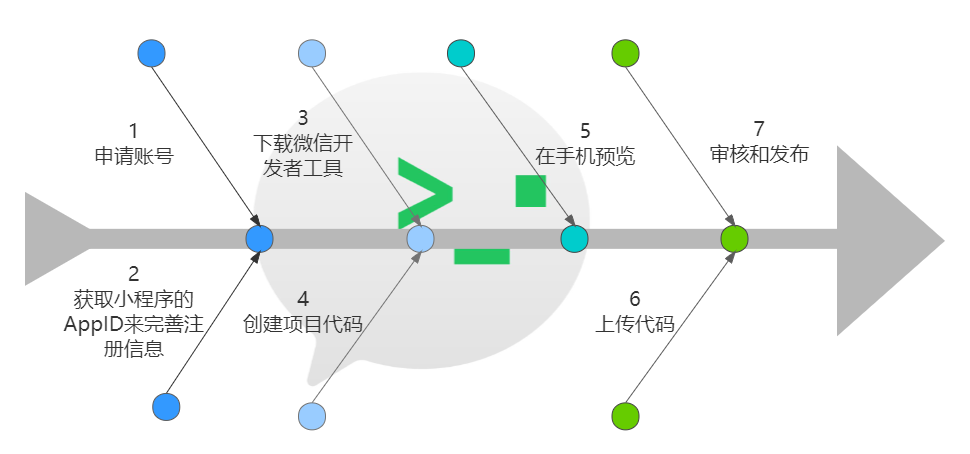 1
申请账号
2
获取小程序的
AppID来完善注
册信息
3
下载微信开
发者工具
4
创建项目代码
5
在手机预览
6
上传代码
7
审核和发布